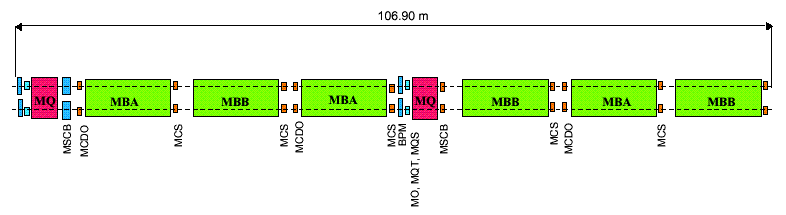 106.90 m
MQ
MBA
MBB
MBA
MQ
MBB
MBA
MBB
MSCB
MCDO
MCS
MCS
MCDO
MCS
BPM
MO, MQT, MQS
MSCB
MCS
MCDO
MCS